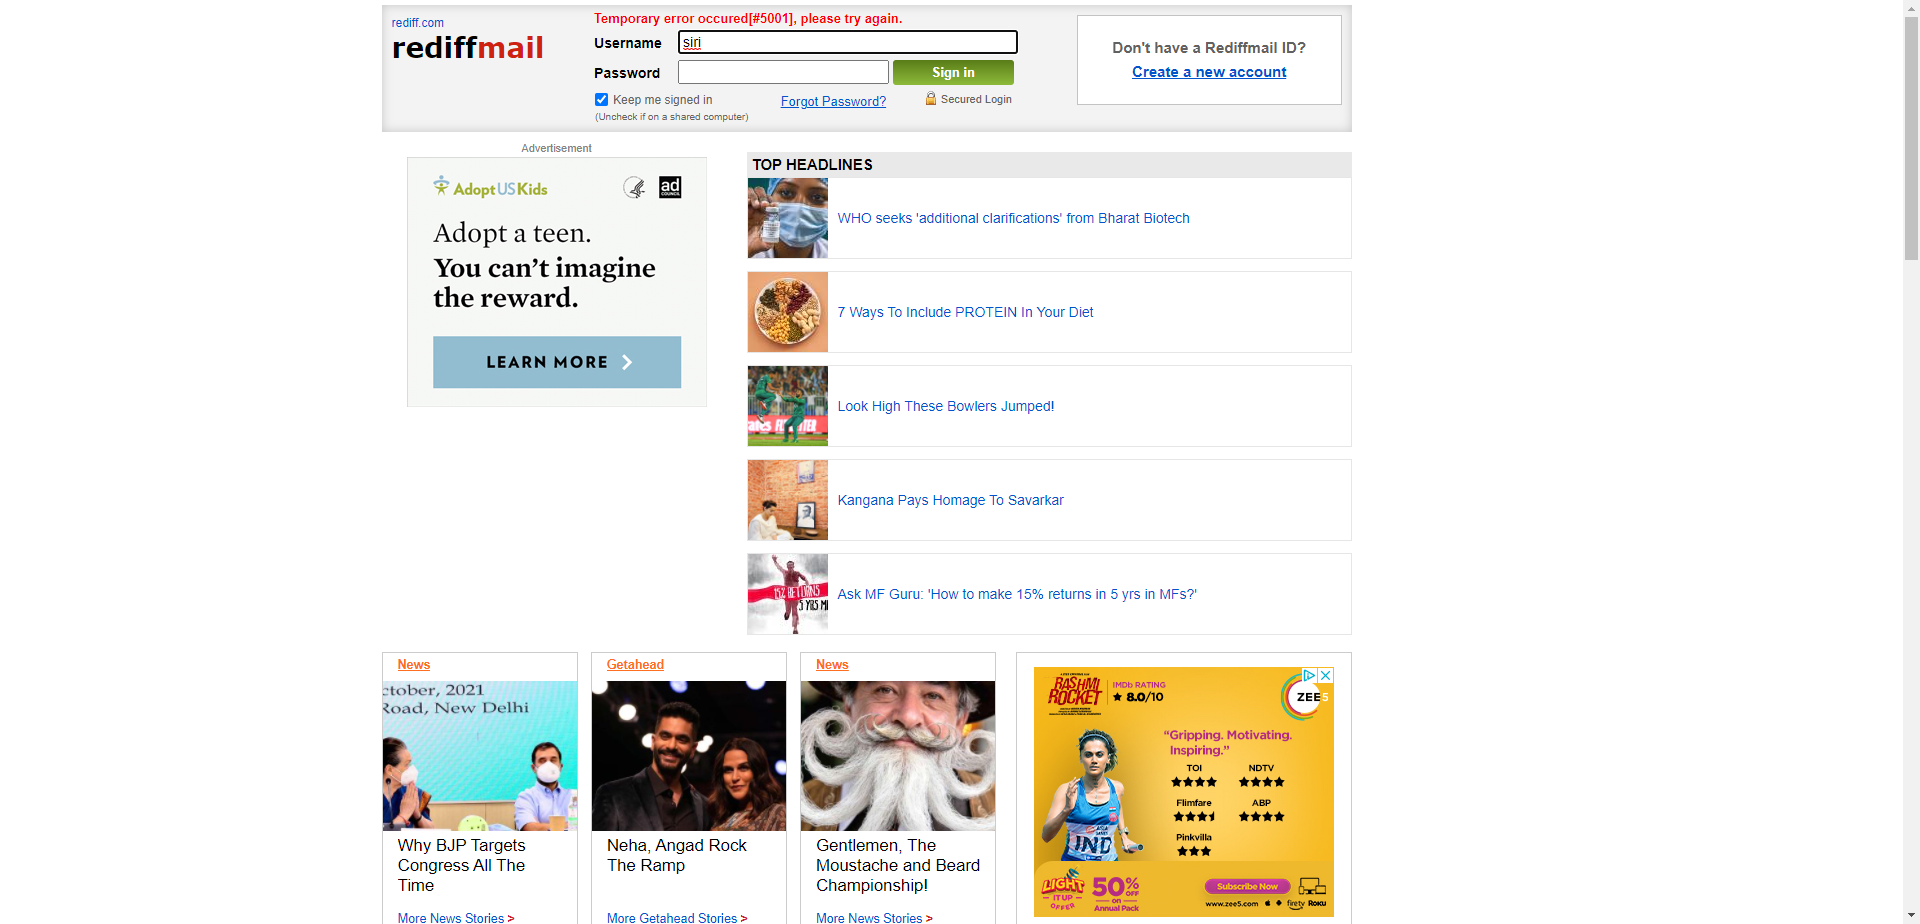 rediff.com
rediffmail
Temporary error occured[#5001], please try again.
Username
siri
Password
Sign in
Keep me signed in
Forgot Password?
Secured Login
(Uncheck if on a shared computer)
Don't have a Rediffmail ID?
Create a new account
Advertisement
AdoptUSKids
ad
COUNCIL
Adopt a teen.
You can't imagine
the reward.
LEARN MORE
TOP HEADLINES
WHO seeks 'additional clarifications' from Bharat Biotech
7 Ways To Include PROTEIN In Your Diet
Look High These Bowlers Jumped!
Kangana Pays Homage To Savarkar
15% RETURNS
5 YRS M
Ask MF Guru: 'How to make 15% returns in 5 yrs in MFs?'
News
ctober, 2021
Road, New Delhi
Why BJP Targets
Congress All The
Time
More News Stories >
Getahead
Neha, Angad Rock
The Ramp
More Getahead Stories >
News
Gentlemen, The
Moustache and Beard
Championship!
More News Stories >
RASHMI
ROCKET
IMDb RATING
8.0/10
ZEE5
"Gripping. Motivating.
Inspiring."
TOI
NDTV
Filmfare
ABP
Pinkvilla
IND
LIGHT
IT UP
OFFER
50% OFF
on
Annual Pack
Subscribe Now
www.zee5.com
firetv
Roku